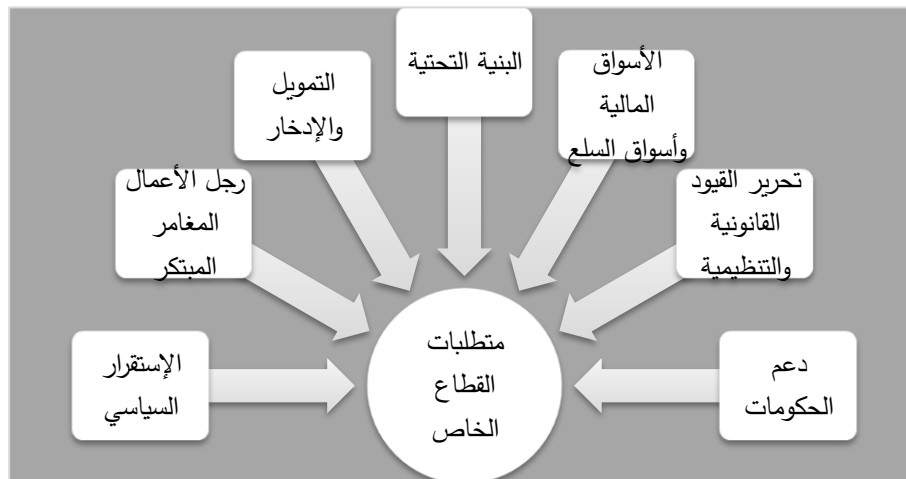 البنية التحتية
الأسواق
المالية
وأسواق السلع
التمويل
والإدخار
تحرير القيود
القانونية
والتنظيمية
رجل الأعمال
المغامر
المبتكر
دعم
الحكومات
الإستقرار
السياسي
متطلبات
القطاع
الخاص